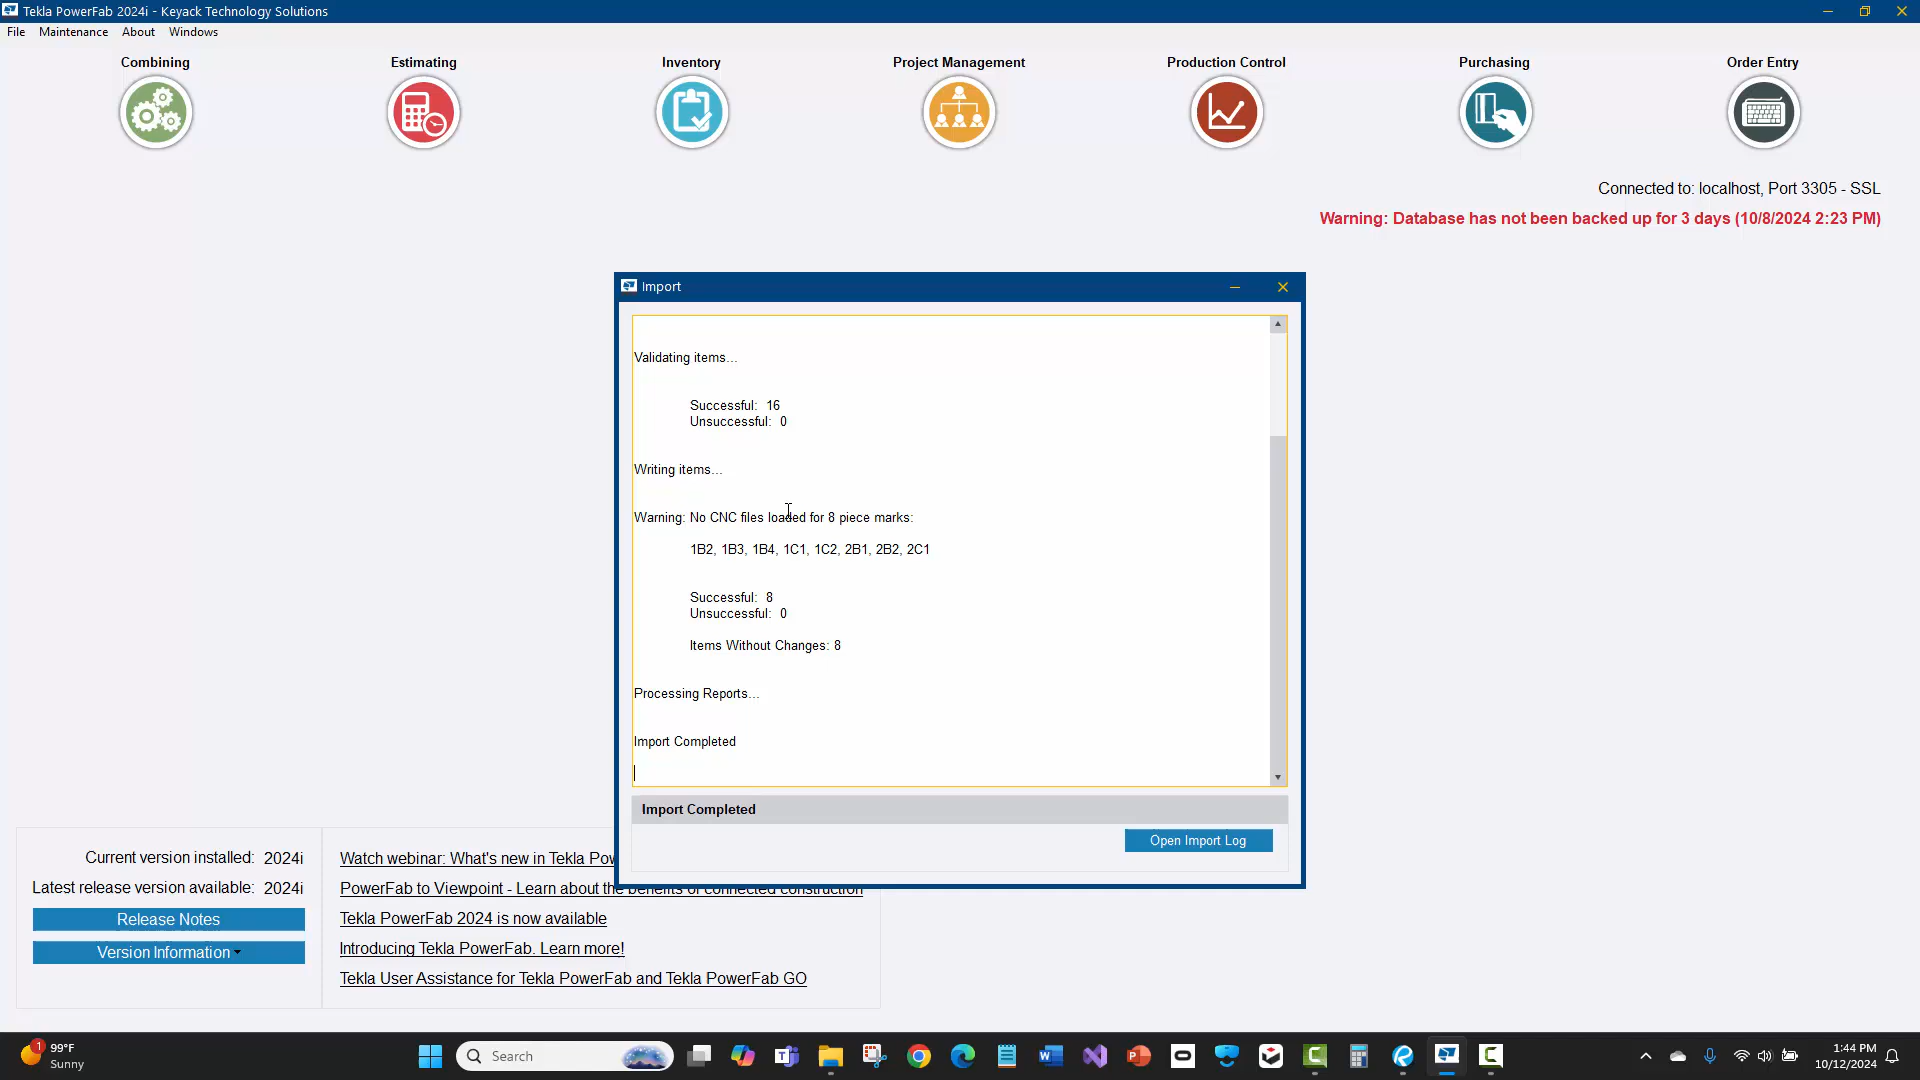 Tekla PowerFab 2024i - Keyack Technology Solutions
File Maintenance About Windows
Combining Estimating Inventory Project Management Production Control Purchasing Order Entry
Connected to: localhost, Port 3305 - SSL
Warning: Database has not been backed up for 3 days (10/8/2024 2:23 PM)
Import
Validating items...
Successful: 16
Unsuccessful: 0
Writing items...
Warning: No CNC files loaded for 8 piece marks:
1B2, 1B3, 1B4, 1C1, 1C2, 2B1, 2B2, 2C1
Successful: 8
Unsuccessful: 0
Items Without Changes: 8
Processing Reports...
Import Completed
Import Completed
Open Import Log
Current version installed: 2024i
Latest release version available: 2024i
Release Notes
Version Information
Watch webinar: What's new in Tekla Pow
PowerFab to Viewpoint - Learn about the benefits of connected construction
Tekla PowerFab 2024 is now available
Introducing Tekla PowerFab. Learn more!
Tekla User Assistance for Tekla PowerFab and Tekla PowerFab GO
1
99°F
Sunny
Search
1:44 PM
10/12/2024